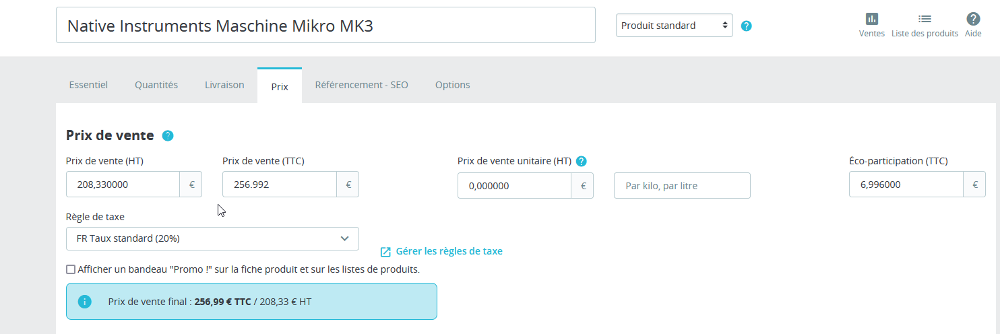 Native Instruments Maschine Mikro MK3
Produit standard
?
Ventes
Liste des produits
?
Aide
Essentiel
Quantités
Livraison
Prix
Référencement - SEO
Options
Prix de vente ?
Prix de vente (HT)
Prix de vente (TTC)
Prix de vente unitaire (HT) ?
Éco-participation (TTC)
208,330000 €
256.992 €
0,000000 €
Par kilo, par litre
6,996000 €
Règle de taxe
FR Taux standard (20%)
Gérer les règles de taxe
Afficher un bandeau "Promo !" sur la fiche produit et sur les listes de produits.
i Prix de vente final : 256,99 € TTC / 208,33 € HT